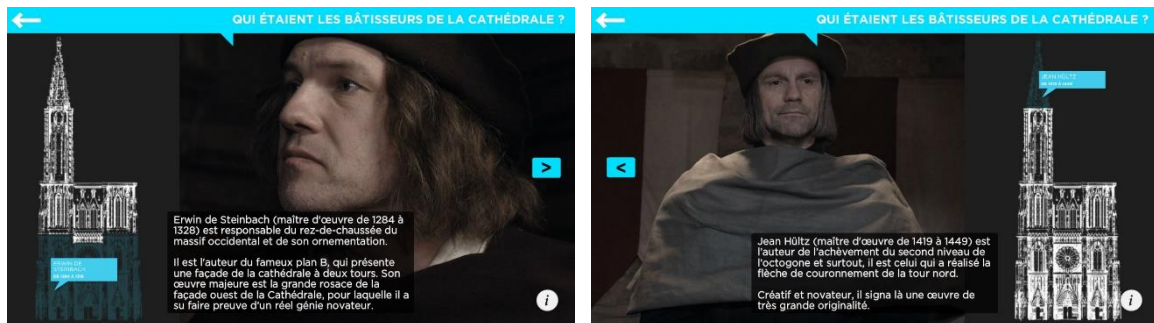 QUI ÉTAIENT LES BÂTISSEURS DE LA CATHÉDRALE ?
ERWIN DE
STEINBACH
DE 1284 À 1318
>
Erwin de Steinbach (maître d'œuvre de 1284 à
1328) est responsable du rez-de-chaussée du
massif occidental et de son ornementation.
Il est l'auteur du fameux plan B, qui présente
une façade de la cathédrale à deux tours. Son
œuvre majeure est la grande rosace de la
façade ouest de la Cathédrale, pour laquelle il a
su faire preuve d'un réel génie novateur.
i
QUI ÉTAIENT LES BÂTISSEURS DE LA CATHÉDRALE ?
JEAN HÜLTZ
DE 1419 À 1449
<
Jean Hültz (maître d'œuvre de 1419 à 1449) est
l'auteur de l'achèvement du second niveau de
l'octogone et surtout, il est celui qui a réalisé la
flèche de couronnement de la tour nord.
Créatif et novateur, il signa là une œuvre de
très grande originalité.
i